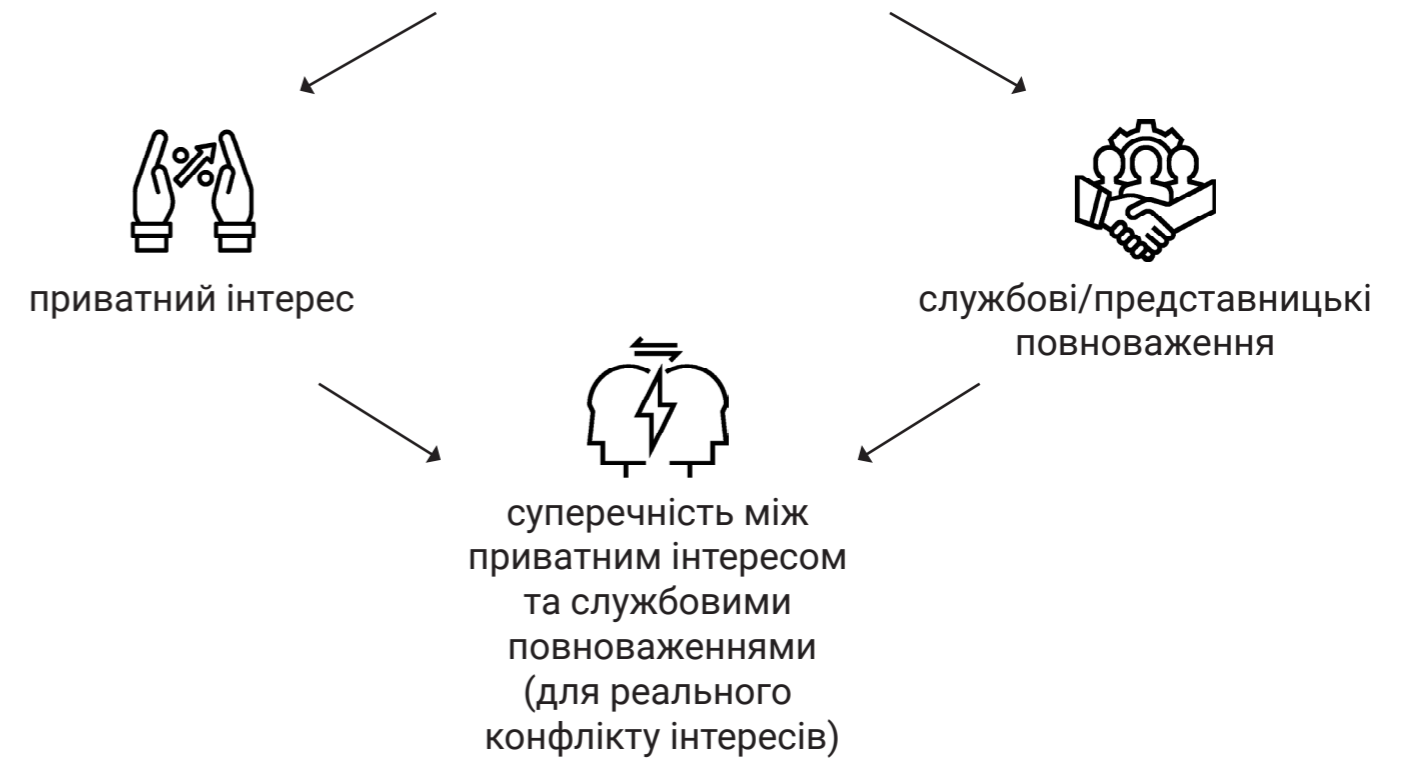 приватний інтерес
службові/представницькі
повноваження
суперечність між
приватним інтересом
та службовими
повноваженнями
(для реального
конфлікту інтересів)